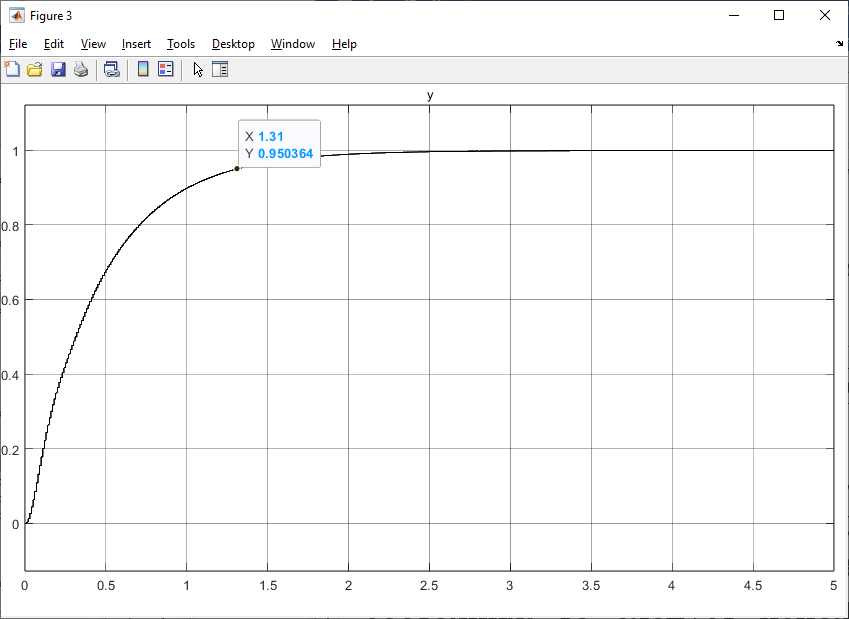 Figure 3
File Edit View Insert Tools Desktop Window Help
y
X 1.31
Y 0.950364
1
0.8
0.6
0.4
0.2
0
0 0.5 1 1.5 2 2.5 3 3.5 4 4.5 5